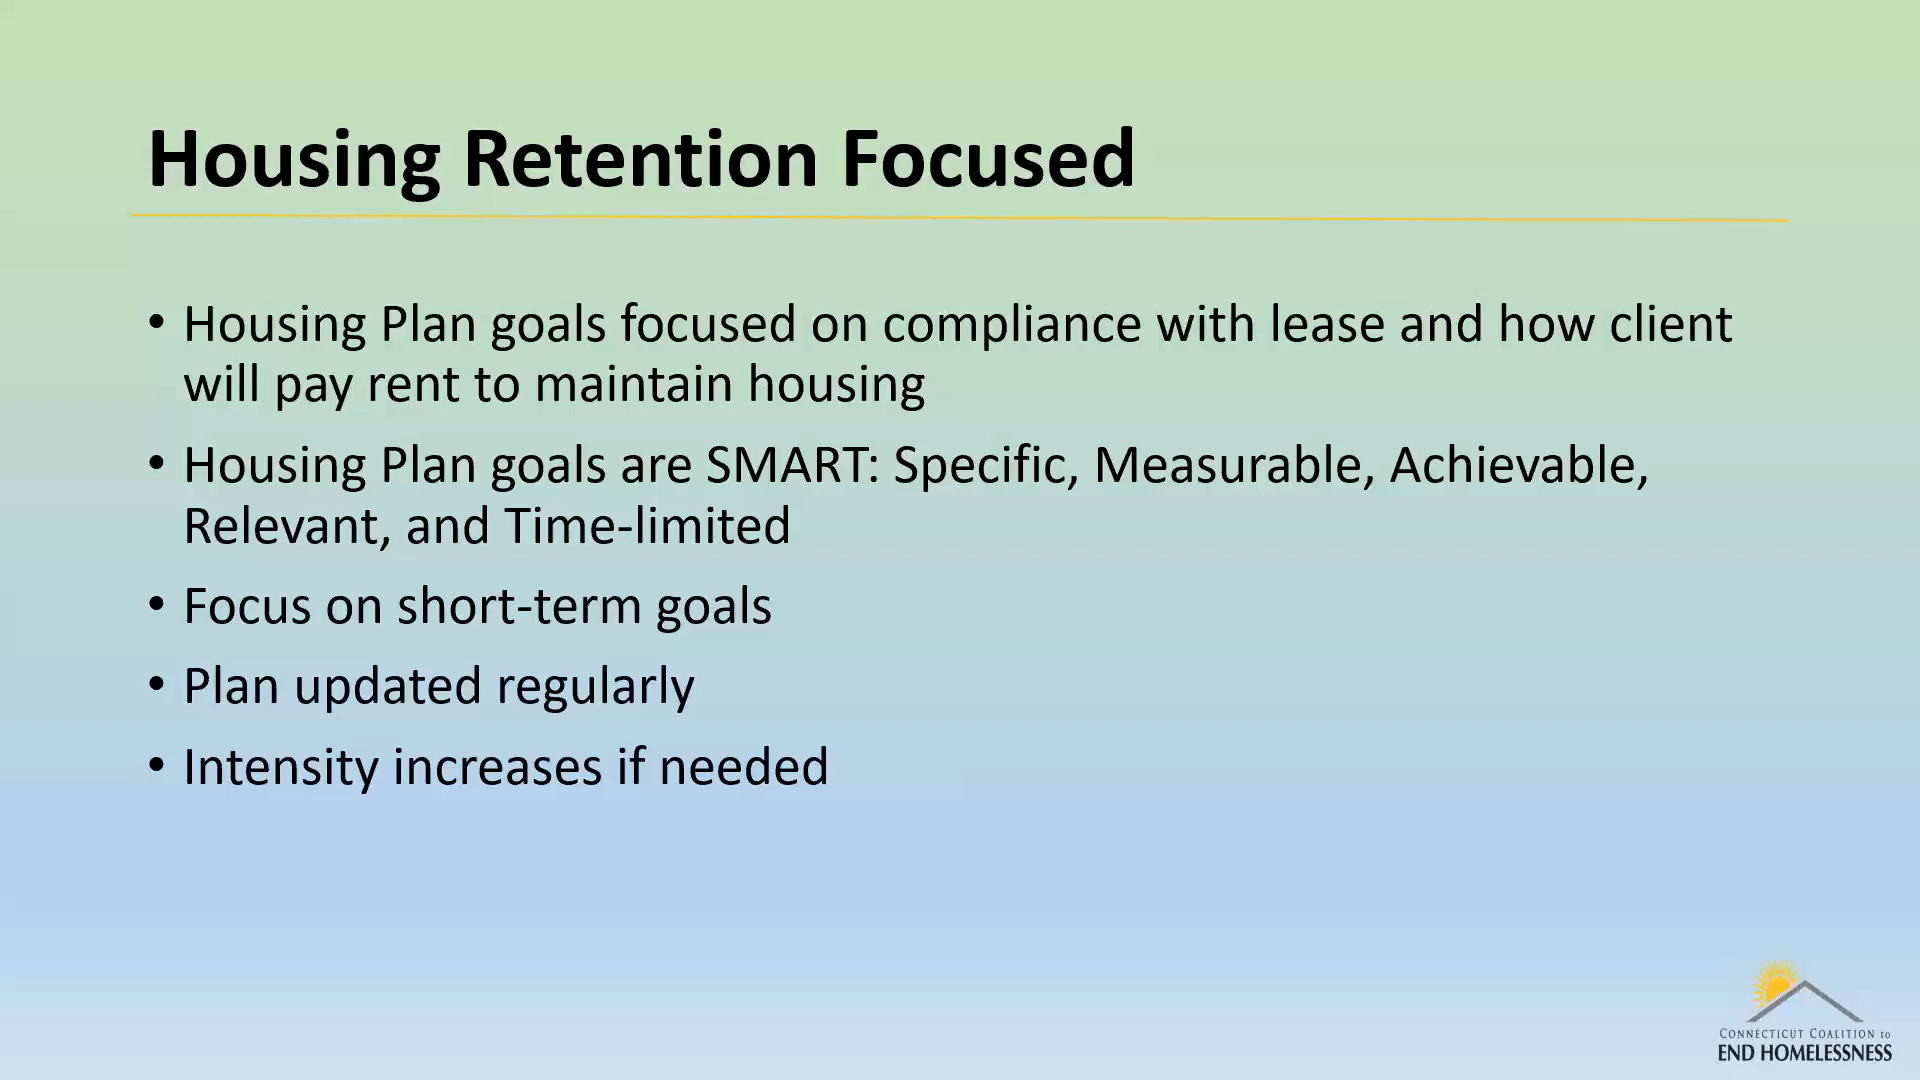 Housing Retention Focused
• Housing Plan goals focused on compliance with lease and how client
will pay rent to maintain housing
• Housing Plan goals are SMART: Specific, Measurable, Achievable,
Relevant, and Time-limited
• Focus on short-term goals
• Plan updated regularly
• Intensity increases if needed
CONNECTICUT COALITION to
END HOMELESSNESS